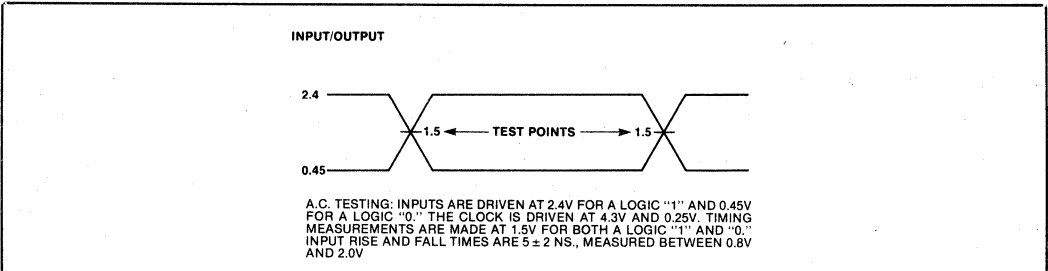 INPUT/OUTPUT
2.4
1.5 TEST POINTS 1.5
0.45
A.C. TESTING: INPUTS ARE DRIVEN AT 2.4V FOR A LOGIC "1" AND 0.45V
FOR A LOGIC "0." THE CLOCK IS DRIVEN AT 4.3V AND 0.25V. TIMING
MEASUREMENTS ARE MADE AT 1.5V FOR BOTH A LOGIC "1" AND "0."
INPUT RISE AND FALL TIMES ARE 5 ± 2 NS., MEASURED BETWEEN 0.8V
AND 2.0V